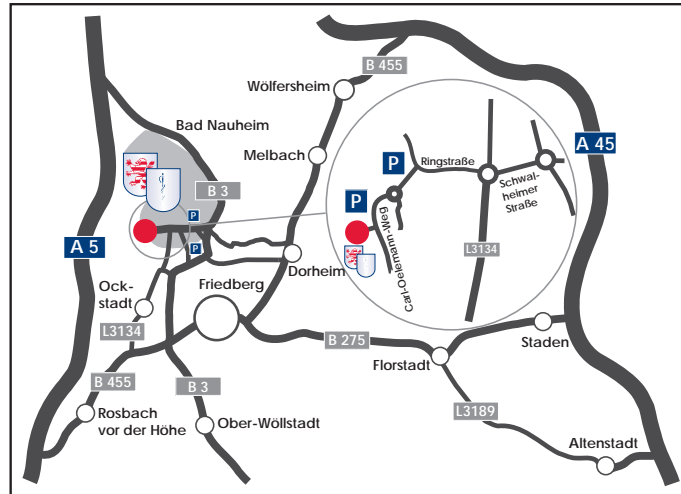 B 455
Wölfersheim
Bad Nauheim
A 45
Melbach
P
Ringstraße
Schwal-
heimer
Straße
B 3
P
P
Carl-Oelemann-Weg
A 5
P
L3134
Dorheim
Ock-
stadt
Friedberg
L3134
B 275
Staden
Florstadt
B 455
B 3
L3189
Rosbach
vor der Höhe
Ober-Wöllstadt
Altenstadt